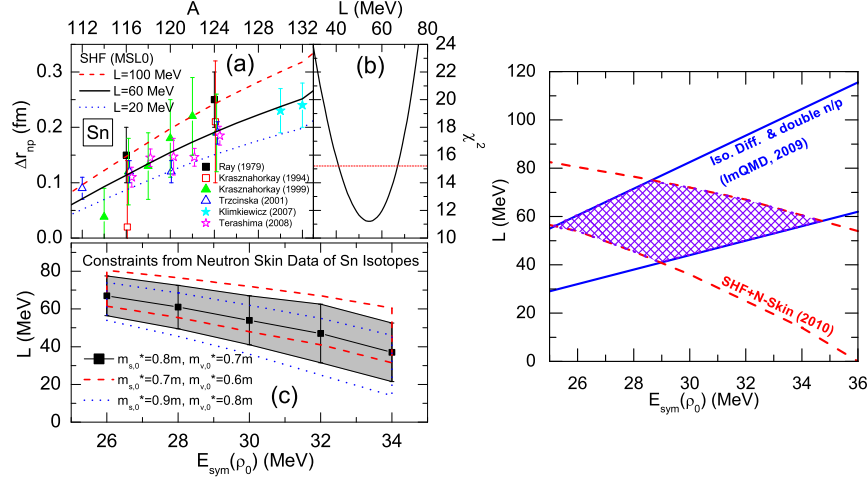 A
L (MeV)
112 116 120 124 128 132
40 60 80
SHF (MSL0)
L=100 MeV
L=60 MeV
L=20 MeV
(a)
(b)
Sn
Δr_np (fm)
0.3
0.2
0.1
0.0
Ray (1979)
Krasznahorkay (1994)
Krasznahorkay (1999)
Trzcinska (2001)
Klimkiewicz (2007)
Terashima (2008)
24
22
20
18
16
14
12
10
χ²
Constraints from Neutron Skin Data of Sn Isotopes
L (MeV)
80
60
40
20
0
m_s,0*=0.8m, m_v,0*=0.7m
m_s,0*=0.7m, m_v,0*=0.6m
m_s,0*=0.9m, m_v,0*=0.8m
(c)
26 28 30 32 34
E_sym(ρ_0) (MeV)
120
100
80
60
40
20
0
L (MeV)
Iso. Diff. & double n/p
(ImQMD, 2009)
SHF+N-Skin (2010)
26 28 30 32 34 36
E_sym(ρ_0) (MeV)